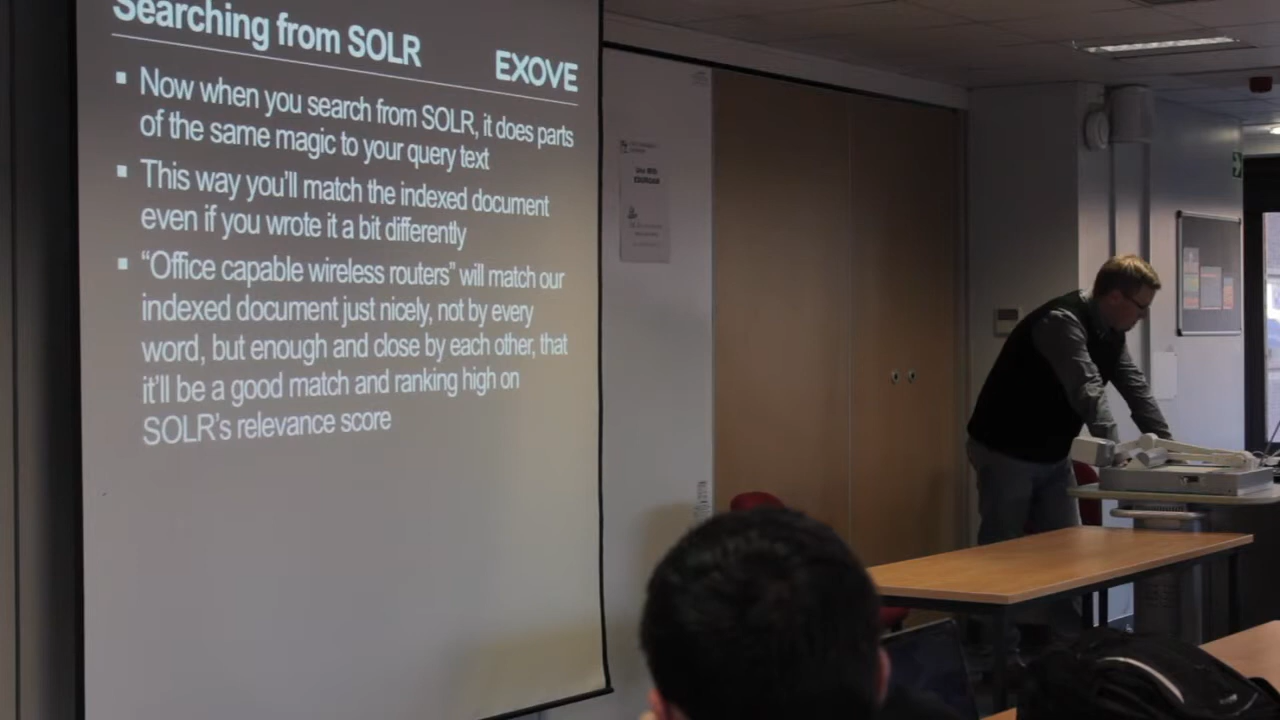 Searching from SOLR
EXOVE
▪ Now when you search from SOLR, it does parts
of the same magic to your query text
▪ This way you'll match the indexed document
even if you wrote it a bit differently
▪ “Office capable wireless routers” will match our
indexed document just nicely, not by every
word, but enough and close by each other, that
it'll be a good match and ranking high on
SOLR's relevance score